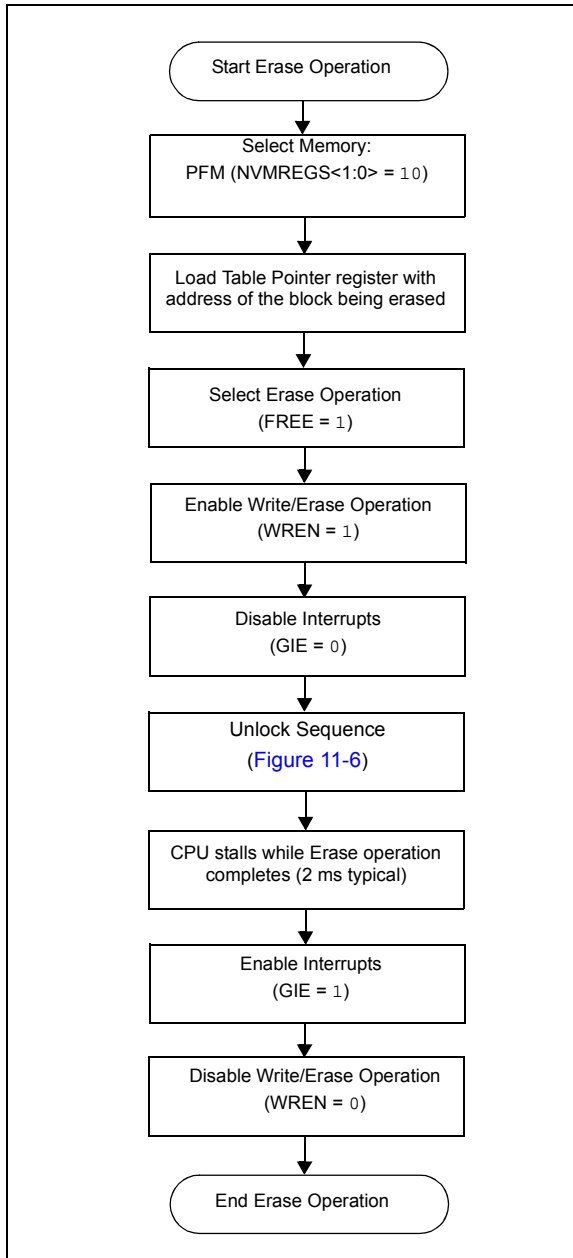 Start Erase Operation
Select Memory:
PFM (NVMREGS<1:0> = 10)
Load Table Pointer register with
address of the block being erased
Select Erase Operation
(FREE = 1)
Enable Write/Erase Operation
(WREN = 1)
Disable Interrupts
(GIE = 0)
Unlock Sequence
(Figure 11-6)
CPU stalls while Erase operation
completes (2 ms typical)
Enable Interrupts
(GIE = 1)
Disable Write/Erase Operation
(WREN = 0)
End Erase Operation